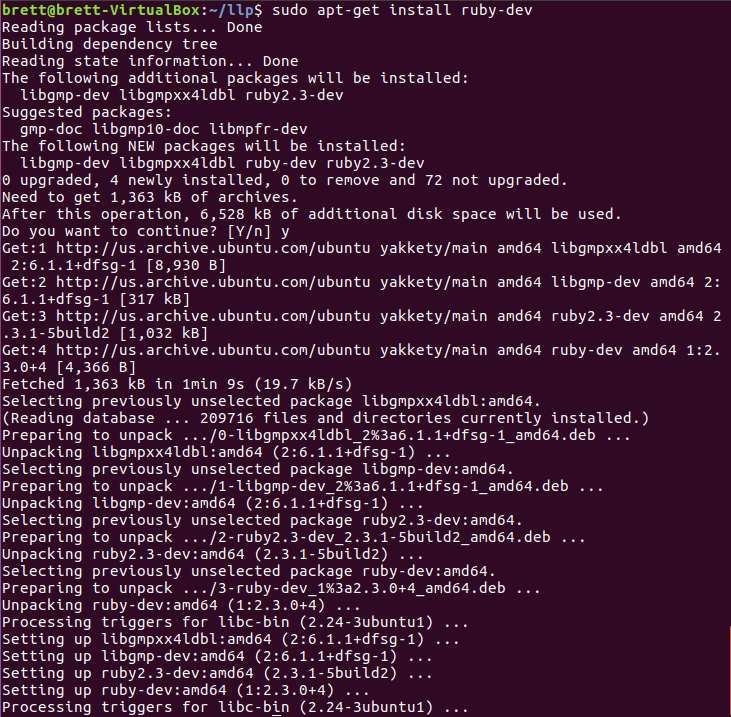 brett@brett-VirtualBox:~/llp$ sudo apt-get install ruby-dev
Reading package lists... Done
Building dependency tree
Reading state information... Done
The following additional packages will be installed:
  libgmp-dev libgmpxx4ldbl ruby2.3-dev
Suggested packages:
  gmp-doc libgmp10-doc libmpfr-dev
The following NEW packages will be installed:
  libgmp-dev libgmpxx4ldbl ruby-dev ruby2.3-dev
0 upgraded, 4 newly installed, 0 to remove and 72 not upgraded.
Need to get 1,363 kB of archives.
After this operation, 6,528 kB of additional disk space will be used.
Do you want to continue? [Y/n] y
Get:1 http://us.archive.ubuntu.com/ubuntu yakkety/main amd64 libgmpxx4ldbl amd64
 2:6.1.1+dfsg-1 [8,930 B]
Get:2 http://us.archive.ubuntu.com/ubuntu yakkety/main amd64 libgmp-dev amd64 2:
6.1.1+dfsg-1 [317 kB]
Get:3 http://us.archive.ubuntu.com/ubuntu yakkety/main amd64 ruby2.3-dev amd64 2
.3.1-5build2 [1,032 kB]
Get:4 http://us.archive.ubuntu.com/ubuntu yakkety/main amd64 ruby-dev amd64 1:2.
3.0+4 [4,366 B]
Fetched 1,363 kB in 1min 9s (19.7 kB/s)
Selecting previously unselected package libgmpxx4ldbl:amd64.
(Reading database ... 209716 files and directories currently installed.)
Preparing to unpack .../0-libgmpxx4ldbl_2%3a6.1.1+dfsg-1_amd64.deb ...
Unpacking libgmpxx4ldbl:amd64 (2:6.1.1+dfsg-1) ...
Selecting previously unselected package libgmp-dev:amd64.
Preparing to unpack .../1-libgmp-dev_2%3a6.1.1+dfsg-1_amd64.deb ...
Unpacking libgmp-dev:amd64 (2:6.1.1+dfsg-1) ...
Selecting previously unselected package ruby2.3-dev:amd64.
Preparing to unpack .../2-ruby2.3-dev_2.3.1-5build2_amd64.deb ...
Unpacking ruby2.3-dev:amd64 (2.3.1-5build2) ...
Selecting previously unselected package ruby-dev:amd64.
Preparing to unpack .../3-ruby-dev_1%3a2.3.0+4_amd64.deb ...
Unpacking ruby-dev:amd64 (1:2.3.0+4) ...
Processing triggers for libc-bin (2.24-3ubuntu1) ...
Setting up libgmpxx4ldbl:amd64 (2:6.1.1+dfsg-1) ...
Setting up libgmp-dev:amd64 (2:6.1.1+dfsg-1) ...
Setting up ruby2.3-dev:amd64 (2.3.1-5build2) ...
Setting up ruby-dev:amd64 (1:2.3.0+4) ...
Processing triggers for libc-bin (2.24-3ubuntu1) ...